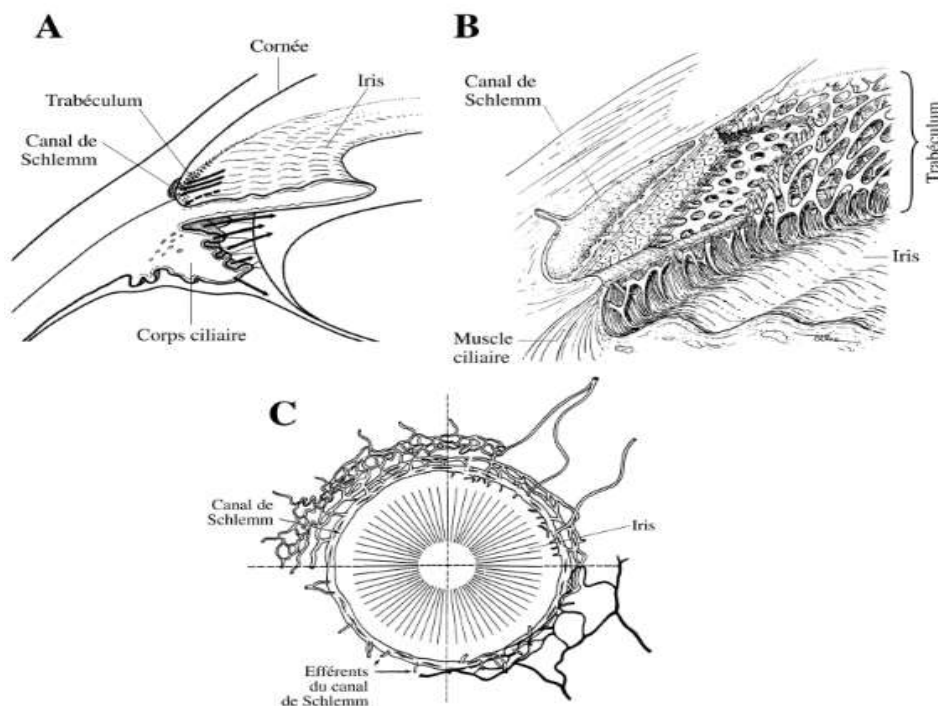 A
Cornée
Iris
Trabéculum
Canal de
Schlemm
Corps ciliaire
B
Canal de
Schlemm
Trabéculum
Iris
Muscle
ciliaire
C
Canal de
Schlemm
Iris
Efférents
du canal
de Schlemm